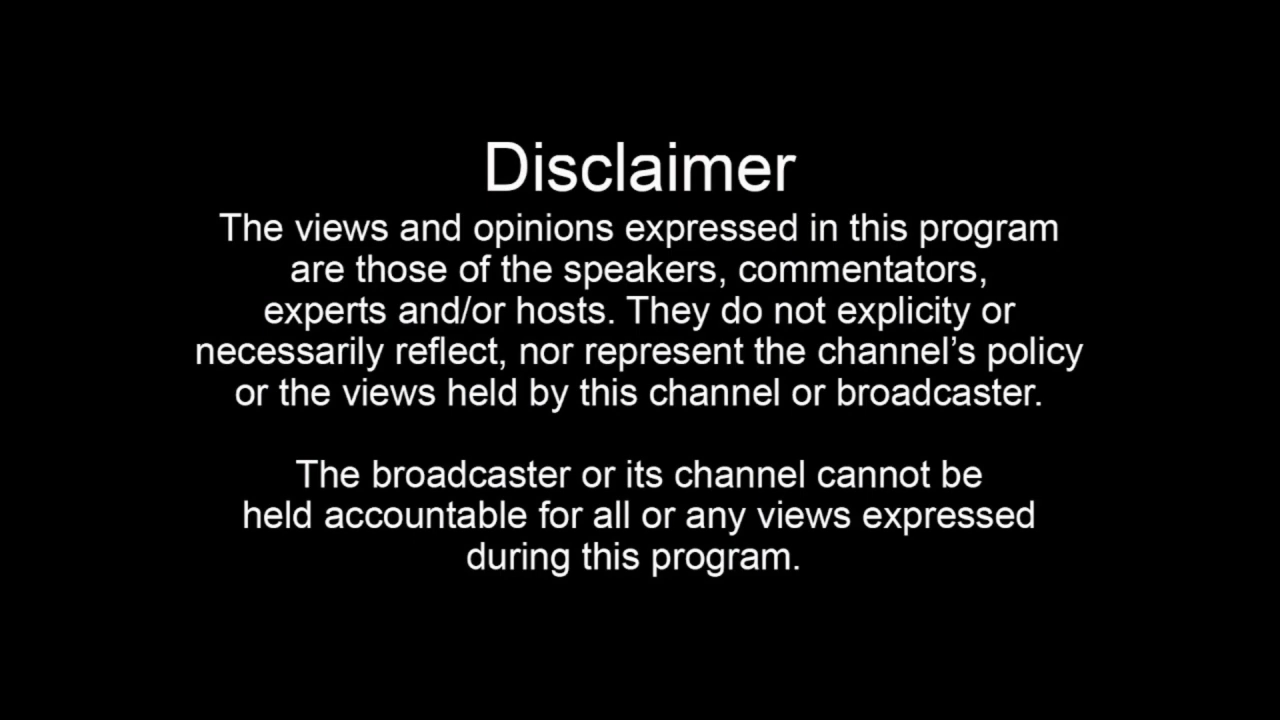 Disclaimer
The views and opinions expressed in this program
are those of the speakers, commentators,
experts and/or hosts. They do not explicity or
necessarily reflect, nor represent the channel’s policy
or the views held by this channel or broadcaster.
The broadcaster or its channel cannot be
held accountable for all or any views expressed
during this program.